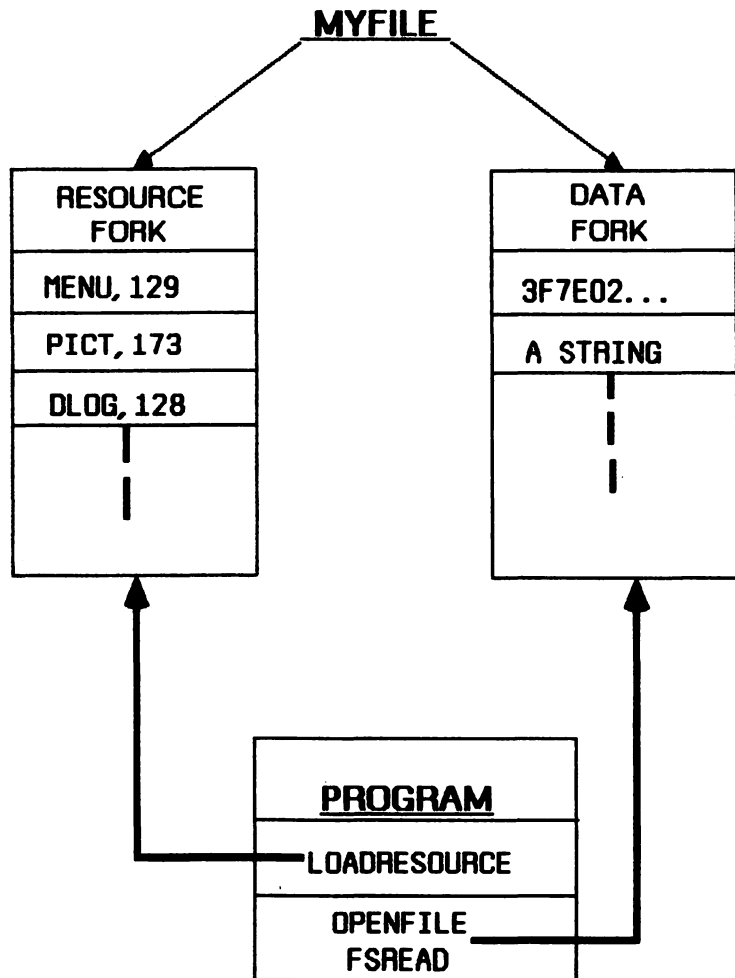 MYFILE
RESOURCE
FORK
MENU, 129
PICT, 173
DLOG, 128
DATA
FORK
3F7E02...
A STRING
PROGRAM
LOADRESOURCE
OPENFILE
FSREAD